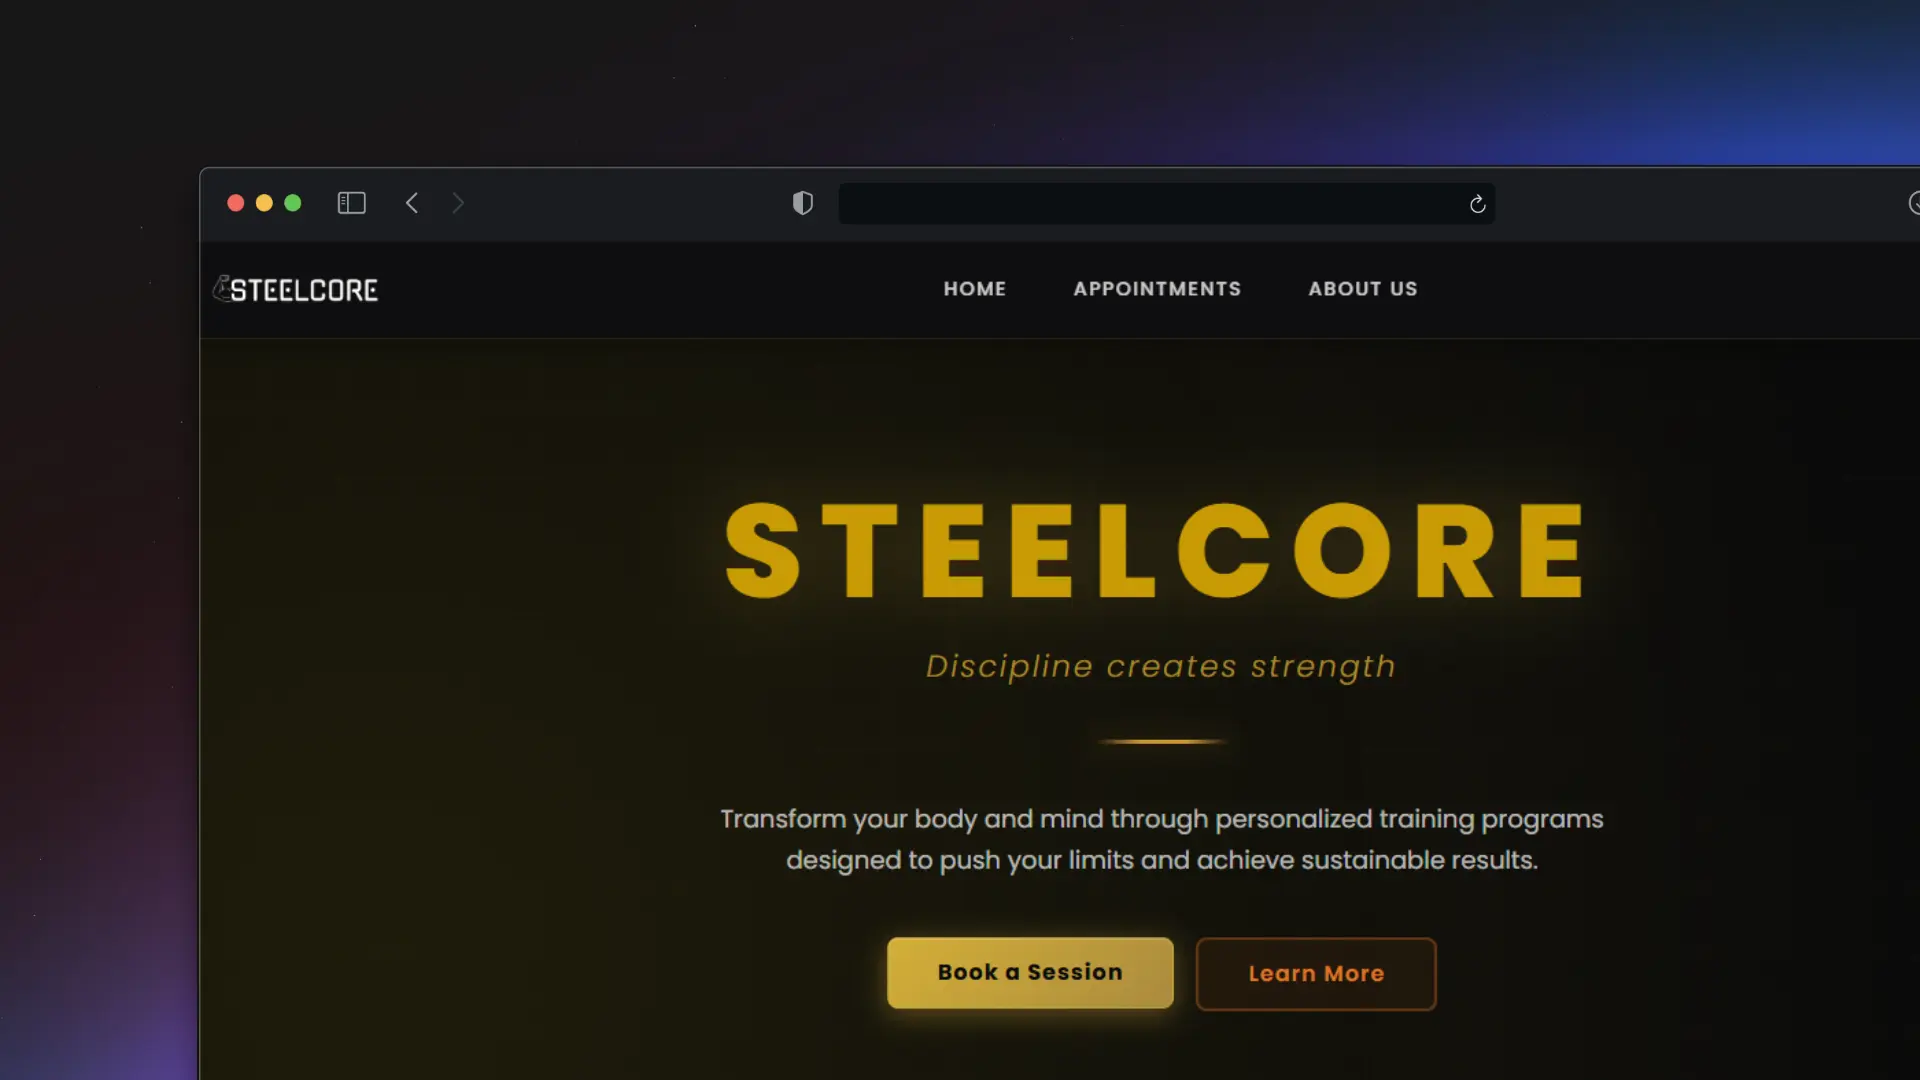 STEELCORE
HOME APPOINTMENTS ABOUT US
STEELCORE
Discipline creates strength
Transform your body and mind through personalized training programs
designed to push your limits and achieve sustainable results.
Book a Session Learn More